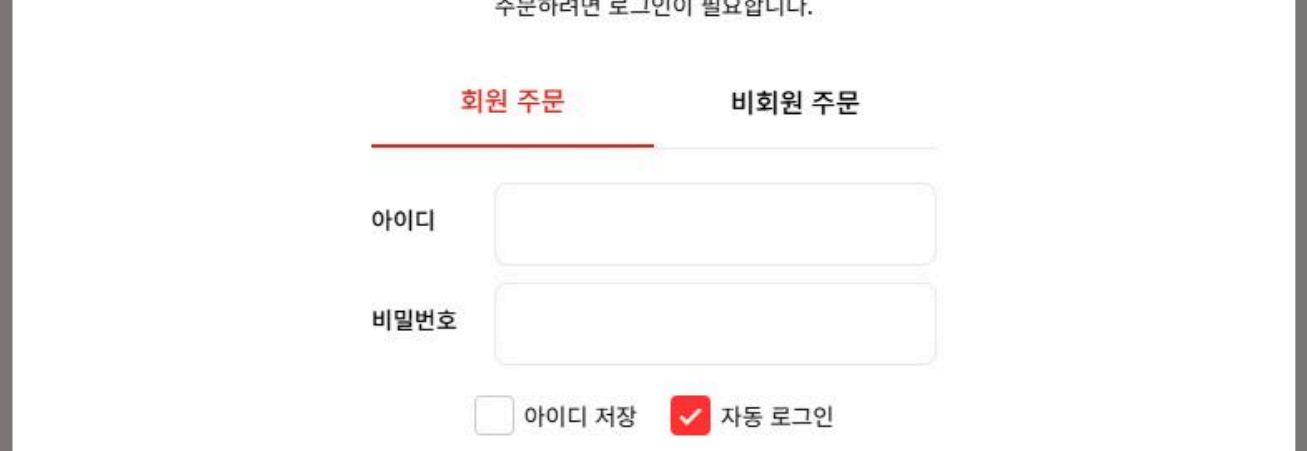 주문하려면 로그인이 필요합니다.
회원 주문 비회원 주문
아이디
비밀번호
아이디 저장 자동 로그인